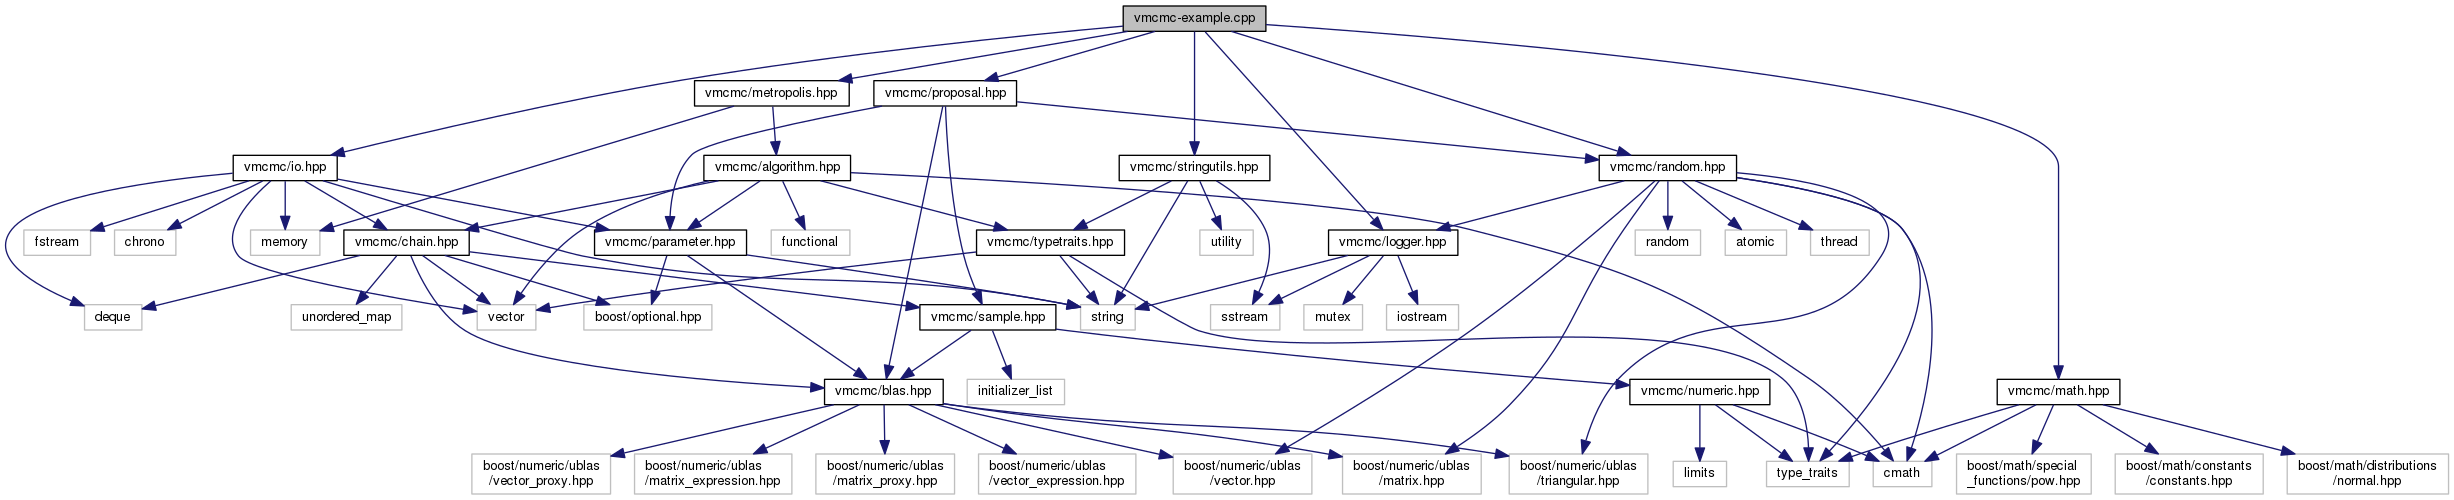 vmcmc-example.cpp
vmcmc/metropolis.hpp
vmcmc/proposal.hpp
vmcmc/io.hpp
vmcmc/algorithm.hpp
vmcmc/stringutils.hpp
vmcmc/random.hpp
fstream
chrono
memory
vmcmc/chain.hpp
vmcmc/parameter.hpp
functional
vmcmc/typetraits.hpp
utility
vmcmc/logger.hpp
random
atomic
thread
deque
unordered_map
vector
boost/optional.hpp
vmcmc/sample.hpp
string
sstream
mutex
iostream
vmcmc/blas.hpp
initializer_list
vmcmc/numeric.hpp
vmcmc/math.hpp
boost/numeric/ublas
/vector_proxy.hpp
boost/numeric/ublas
/matrix_expression.hpp
boost/numeric/ublas
/matrix_proxy.hpp
boost/numeric/ublas
/vector_expression.hpp
boost/numeric/ublas
/vector.hpp
boost/numeric/ublas
/matrix.hpp
boost/numeric/ublas
/triangular.hpp
limits
type_traits
cmath
boost/math/special
_functions/pow.hpp
boost/math/constants
/constants.hpp
boost/math/distributions
/normal.hpp